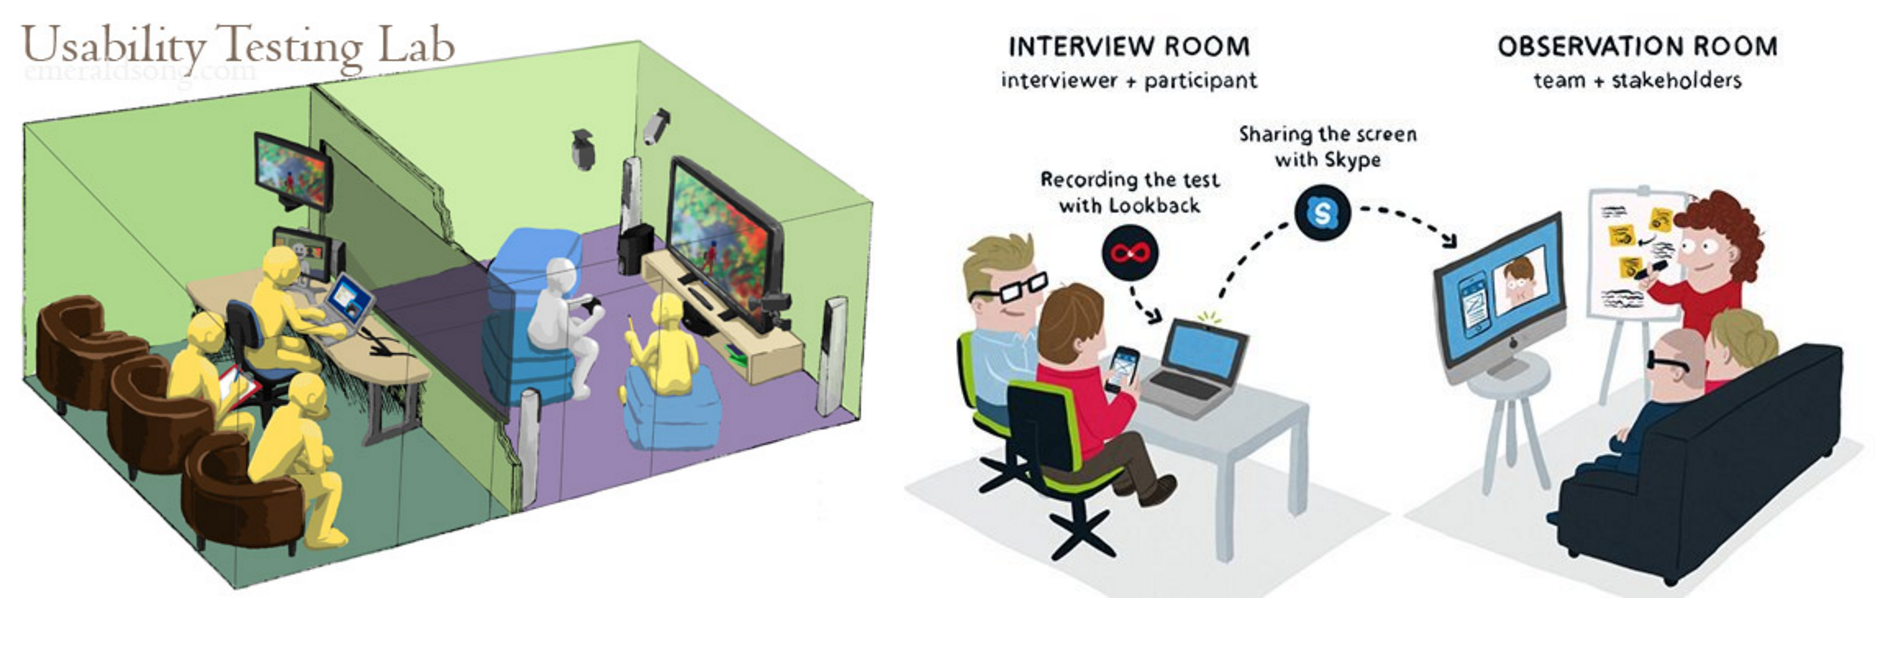 Usability Testing Lab
emeraldsong.com
INTERVIEW ROOM
interviewer + participant
Recording the test
with Lookback
Sharing the screen
with Skype
S
OBSERVATION ROOM
team + stakeholders